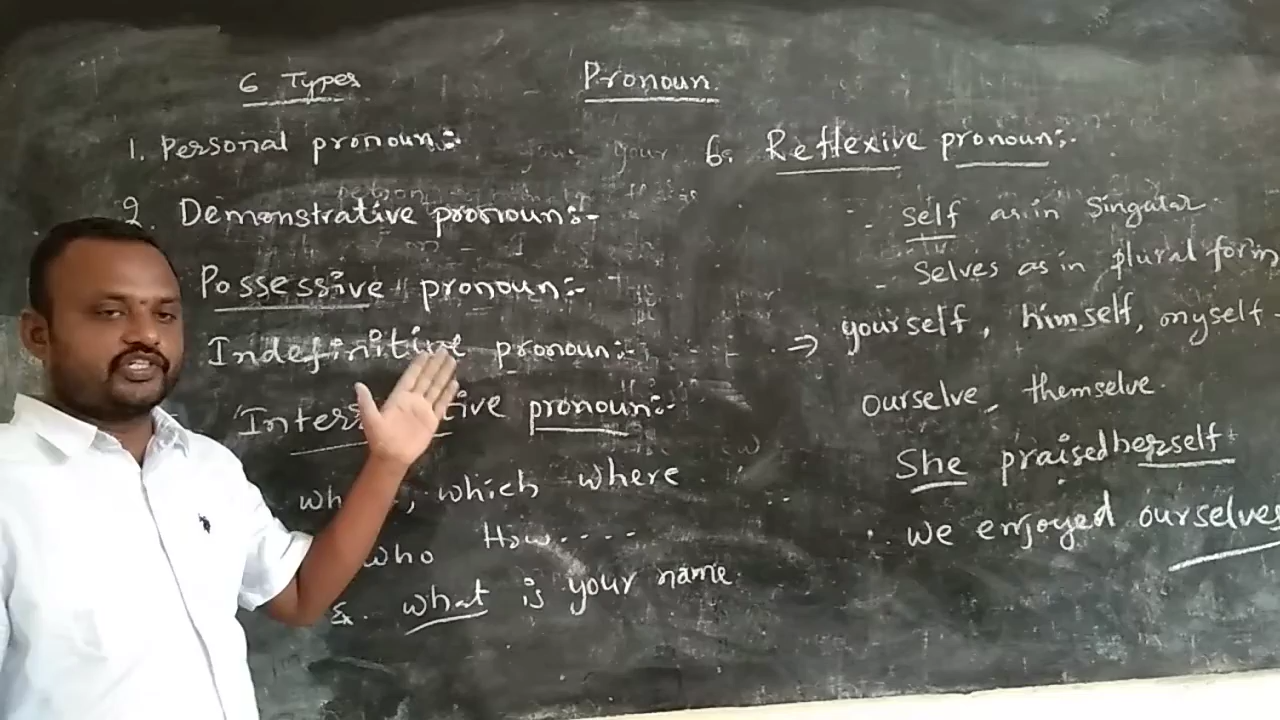 6 Types
Pronoun
1. Personal pronoun:-
2. Demonstrative pronoun:-
Possessive pronoun:-
Indefinitive pronoun:-
pronoun:-
which where
who How....
Ex. what is your name
6. Reflexive pronoun:-
- Self as in Singular
- Selves as in plural form
→ yourself, himself, myself -
ourselve, themselve.
She praised herself
we enjoyed ourselves